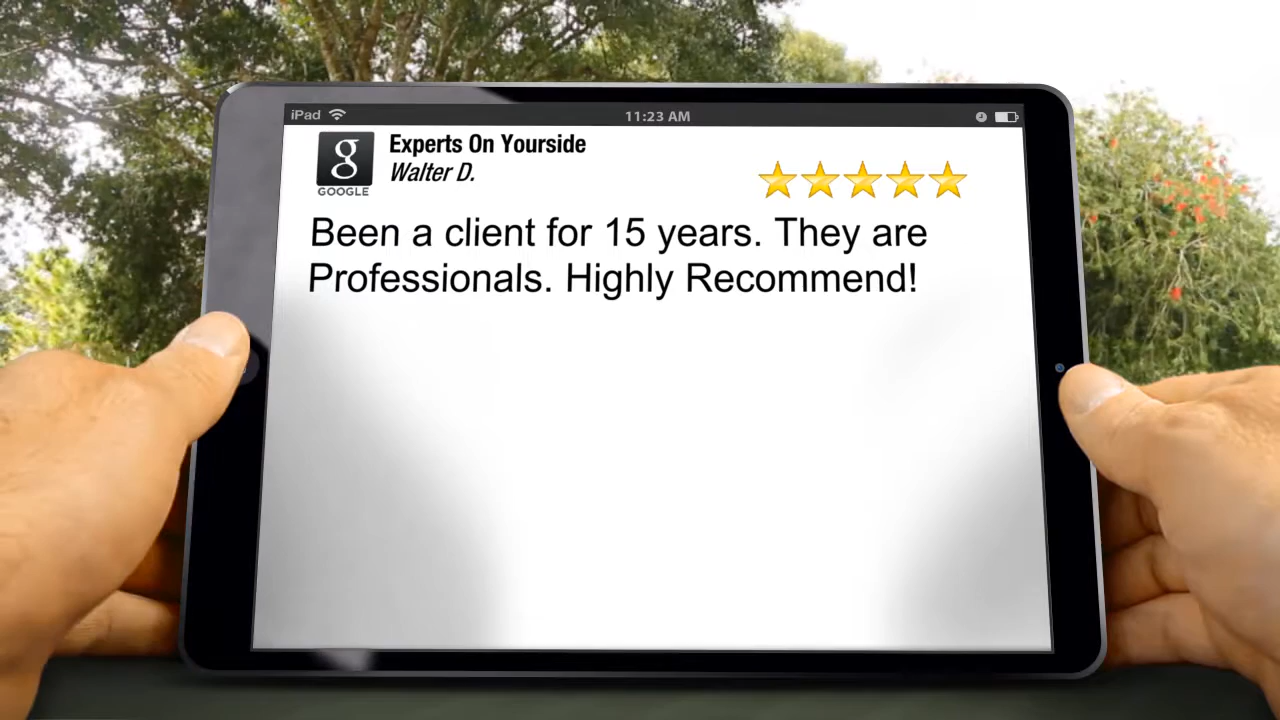 iPad
11:23 AM
g
GOOGLE
Experts On Yourside
Walter D.
Been a client for 15 years. They are
Professionals. Highly Recommend!